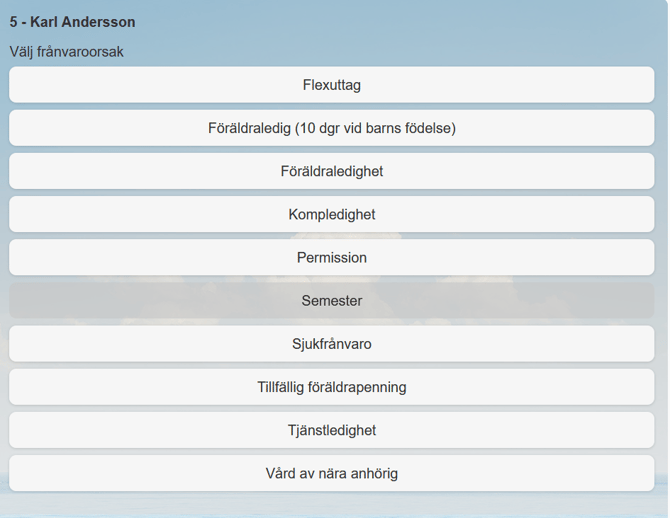 5 - Karl Andersson
Välj frånvaroorsak
Flexuttag
Föräldraledig (10 dgr vid barns födelse)
Föräldraledighet
Kompledighet
Permission
Semester
Sjukfrånvaro
Tillfällig föräldrapenning
Tjänstledighet
Vård av nära anhörig